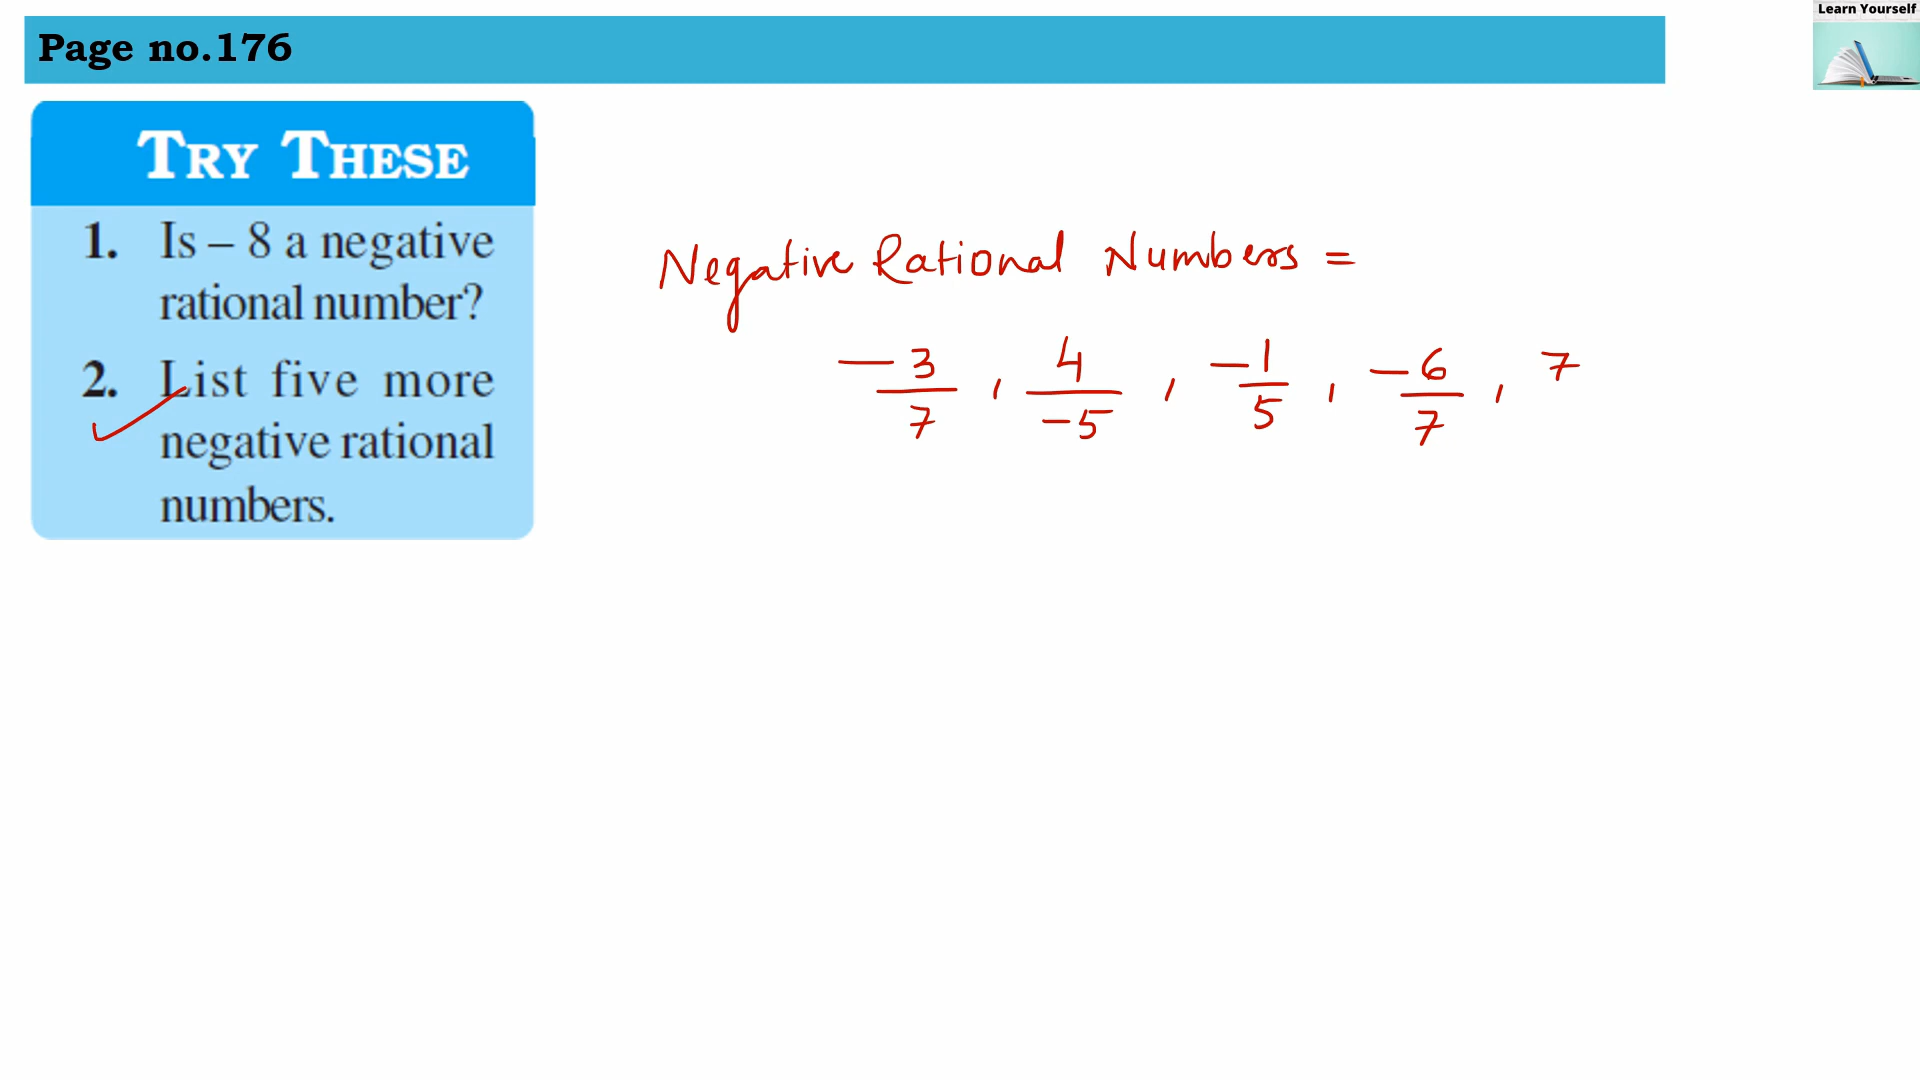 Learn Yourself
Page no.176
TRY THESE
1. Is – 8 a negative
rational number?
2. List five more
negative rational
numbers.
Negative Rational Numbers =
-3/7 , 4/-5 , -1/5 , -6/7 , 7